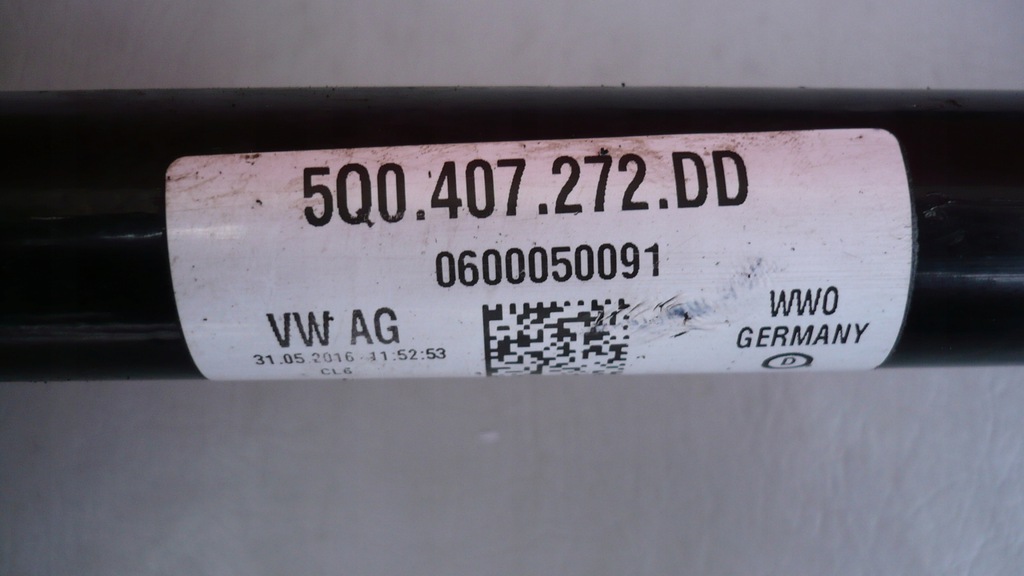 5Q0.407.272.DD
0600050091
VW AG
31.05.2016 11:52:53
CL6
WWO
GERMANY
D